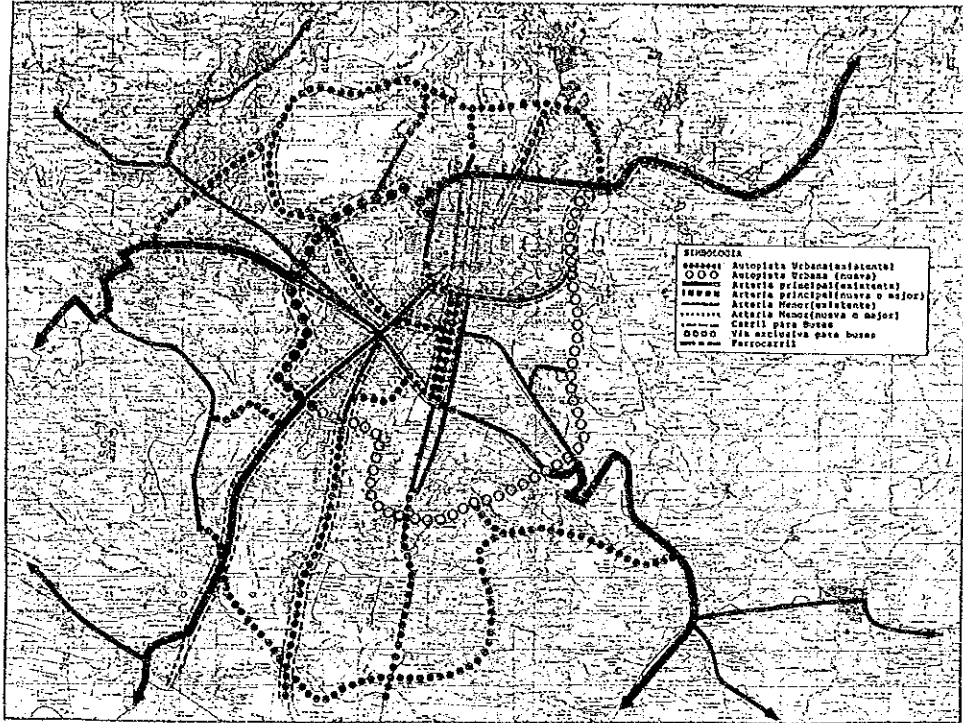 SIMBOLOGIA
Autopista Urbana(existente)
Autopista Urbana (nueva)
Arteria principal(existente)
Arteria principal(nueva o mejor)
Arteria Menor(existente)
Arteria Menor(nueva o mejor)
Carril para Buses
Via exclusiva para buses
Ferrocarril